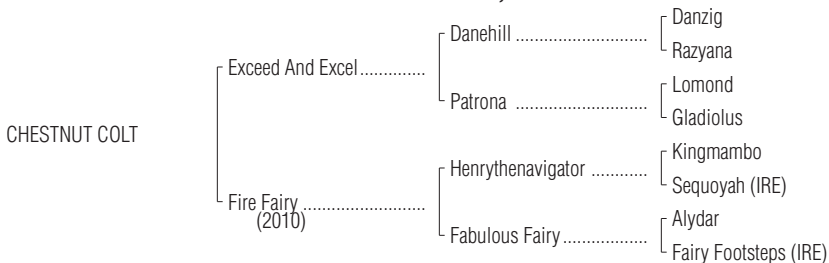 Danzig
Danehill ............................
Razyana
Exceed And Excel..............
Lomond
Patrona ............................
Gladiolus
CHESTNUT COLT
Kingmambo
Henrythenavigator ............
Sequoyah (IRE)
Fire Fairy ..........................
(2010)
Alydar
Fabulous Fairy..................
Fairy Footsteps (IRE)